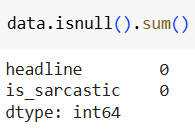 data.isnull().sum()
headline 0
is_sarcastic 0
dtype: int64